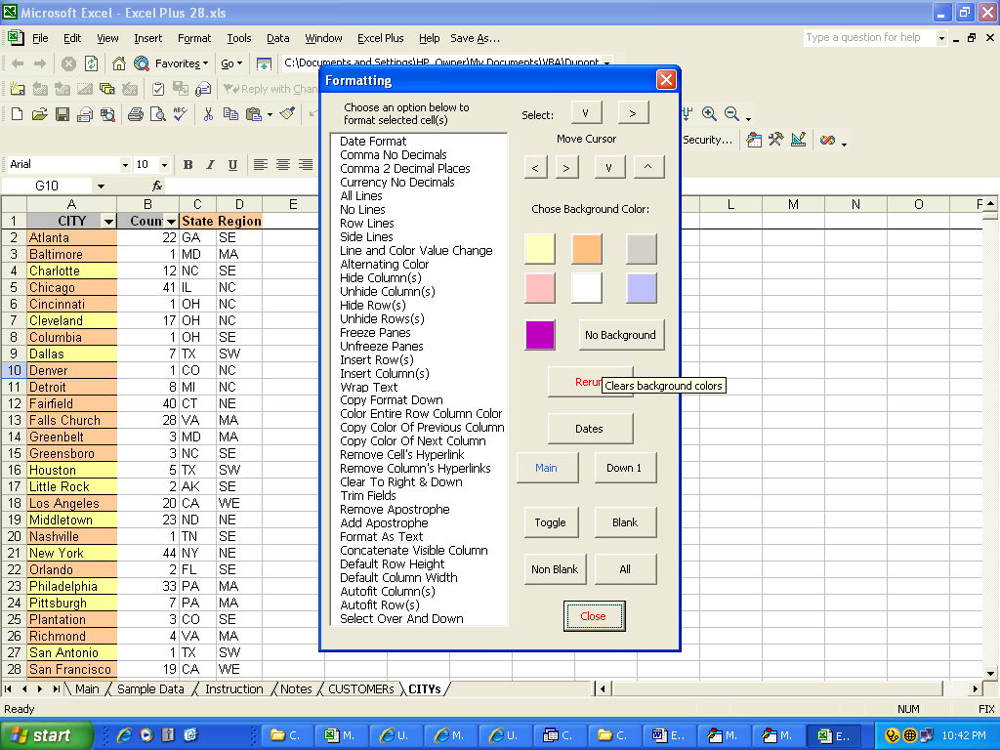 Microsoft Excel - Excel Plus 28.xls
File Edit View Insert Format Tools Data Window Excel Plus Help Save As... Type a question for help
Favorites Go C:\Documents and Settings\HP_Owner\My Documents\VBA\Dupont
Reply with Chan
Security...
Arial 10 B I U
G10 fx
A B C D E L M N O
1 CITY Coun State Region
2 Atlanta 22 GA SE
3 Baltimore 1 MD MA
4 Charlotte 12 NC SE
5 Chicago 41 IL NC
6 Cincinnati 1 OH NC
7 Cleveland 17 OH NC
8 Columbia 1 OH SE
9 Dallas 7 TX SW
10 Denver 1 CO NC
11 Detroit 8 MI NC
12 Fairfield 40 CT NE
13 Falls Church 28 VA MA
14 Greenbelt 3 MD MA
15 Greensboro 3 NC SE
16 Houston 5 TX SW
17 Little Rock 2 AK SE
18 Los Angeles 20 CA WE
19 Middletown 23 ND NE
20 Nashville 1 TN SE
21 New York 44 NY NE
22 Orlando 2 FL SE
23 Philadelphia 33 PA MA
24 Pittsburgh 7 PA MA
25 Plantation 3 CO SE
26 Richmond 4 VA MA
27 San Antonio 1 TX SW
28 San Francisco 19 CA WE
Formatting
Choose an option below to
format selected cell(s)
Date Format
Comma No Decimals
Comma 2 Decimal Places
Currency No Decimals
All Lines
No Lines
Row Lines
Side Lines
Line and Color Value Change
Alternating Color
Hide Column(s)
Unhide Column(s)
Hide Row(s)
Unhide Rows(s)
Freeze Panes
Unfreeze Panes
Insert Row(s)
Insert Column(s)
Wrap Text
Copy Format Down
Color Entire Row Column Color
Copy Color Of Previous Column
Copy Color Of Next Column
Remove Cell's Hyperlink
Remove Column's Hyperlinks
Clear To Right & Down
Trim Fields
Remove Apostrophe
Add Apostrophe
Format As Text
Concatenate Visible Column
Default Row Height
Default Column Width
Autofit Column(s)
Autofit Row(s)
Select Over And Down
Select: V >
Move Cursor
< > V ^
Chose Background Color:
No Background
Rerun
Clears background colors
Dates
Main Down 1
Toggle Blank
Non Blank All
Close
Main Sample Data Instruction Notes CUSTOMERs CITYs
Ready NUM FIX
start C. M. U. M. U. C. C. E.. M. M. E.. 10:42 PM